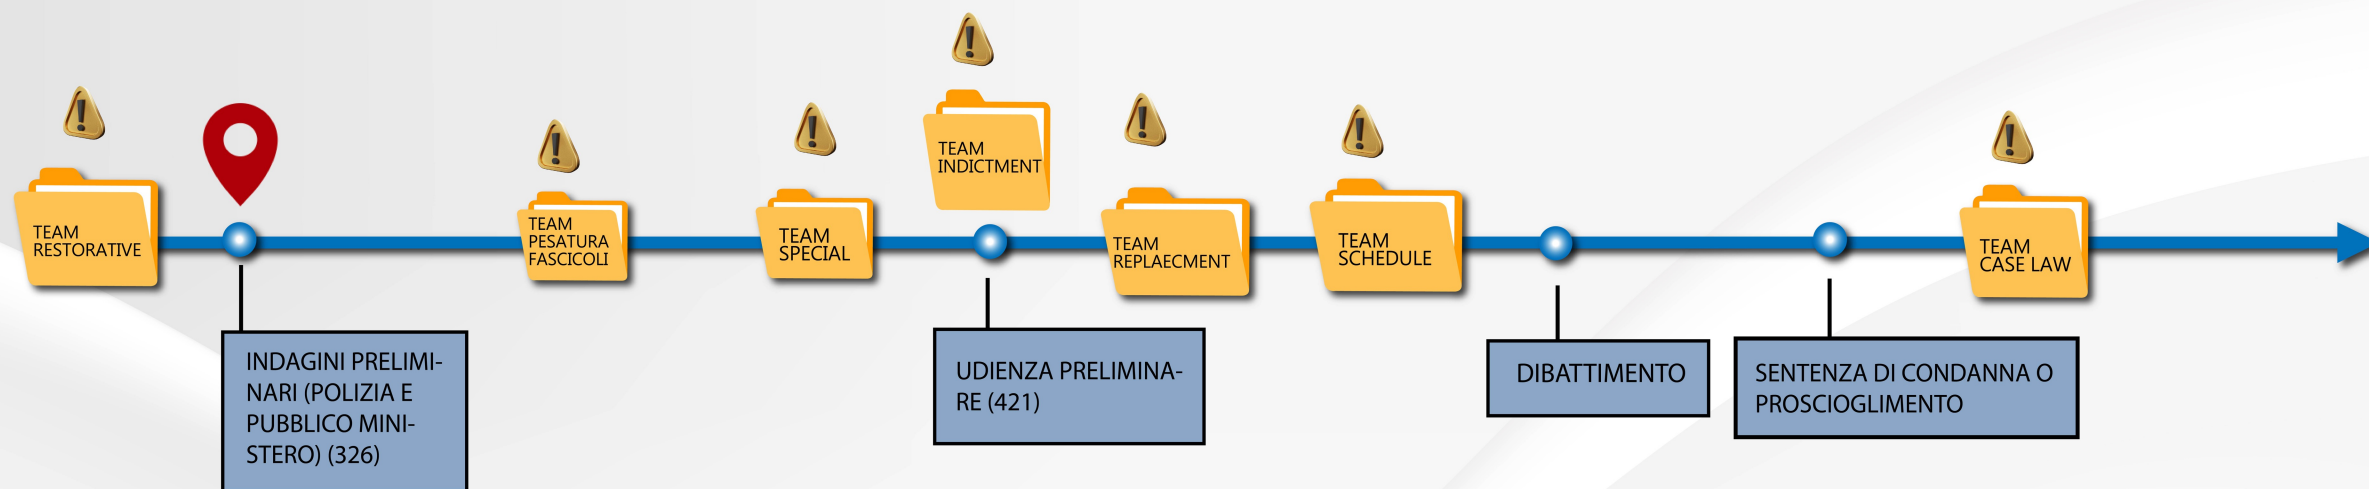 TEAM
RESTORATIVE
INDAGINI PRELIMI-
NARI (POLIZIA E
PUBBLICO MINI-
STERO) (326)
TEAM
PESATURA
FASCICOLI
TEAM
SPECIAL
TEAM
INDICTMENT
UDIENZA PRELIMINA-
RE (421)
TEAM
REPLAECMENT
TEAM
SCHEDULE
DIBATTIMENTO
SENTENZA DI CONDANNA O
PROSCIOGLIMENTO
TEAM
CASE LAW